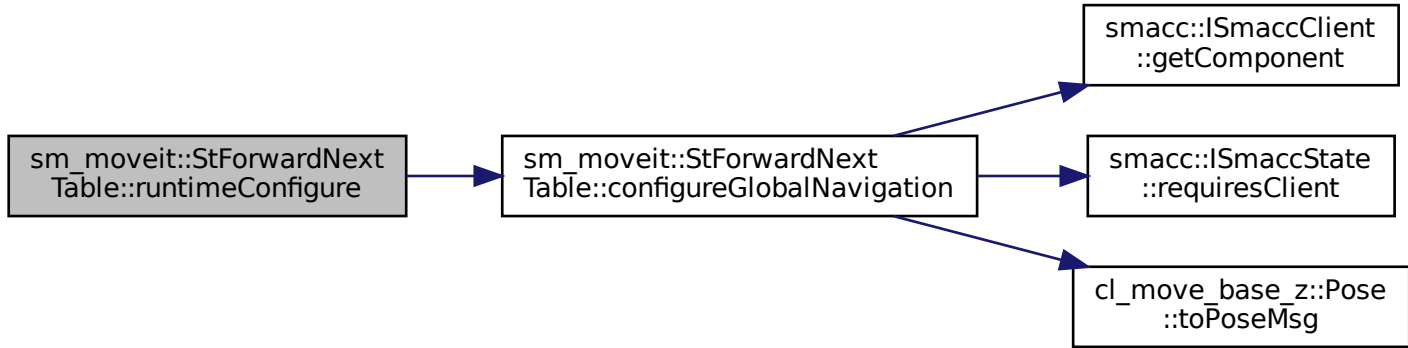 smacc::ISmaccClient
::getComponent
sm_moveit::StForwardNext
Table::runtimeConfigure
sm_moveit::StForwardNext
Table::configureGlobalNavigation
smacc::ISmaccState
::requiresClient
cl_move_base_z::Pose
::toPoseMsg